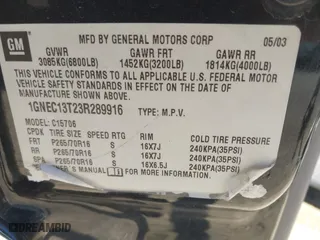 GM
MFD BY GENERAL MOTORS CORP 05/03
GVWR GAWR FRT GAWR RR
3085KG(6800LB) 1452KG(3200LB) 1814KG(4000LB)
THIS VEHICLE CONFORMS TO ALL APPLICABLE U.S. FEDERAL MOTOR
VEHICLE SAFETY STANDARDS IN EFFECT ON THE DATE OF
MANUFACTURE SHOWN ABOVE.
1GNEC13T23R289916 TYPE: M.P.V.
MODEL: C15706
CPDK TIRE SIZE SPEED RTG RIM COLD TIRE PRESSURE
FRT P265/70R16 S 16X7J 240KPA(35PSI)
RR P265/70R16 S 16X7J 240KPA(35PSI)
SPA P265/70R16 S 16X6.5J 240KPA(35PSI)
SEE OWNER'S MANUAL FOR MORE INFORMATION.
DREAMBID